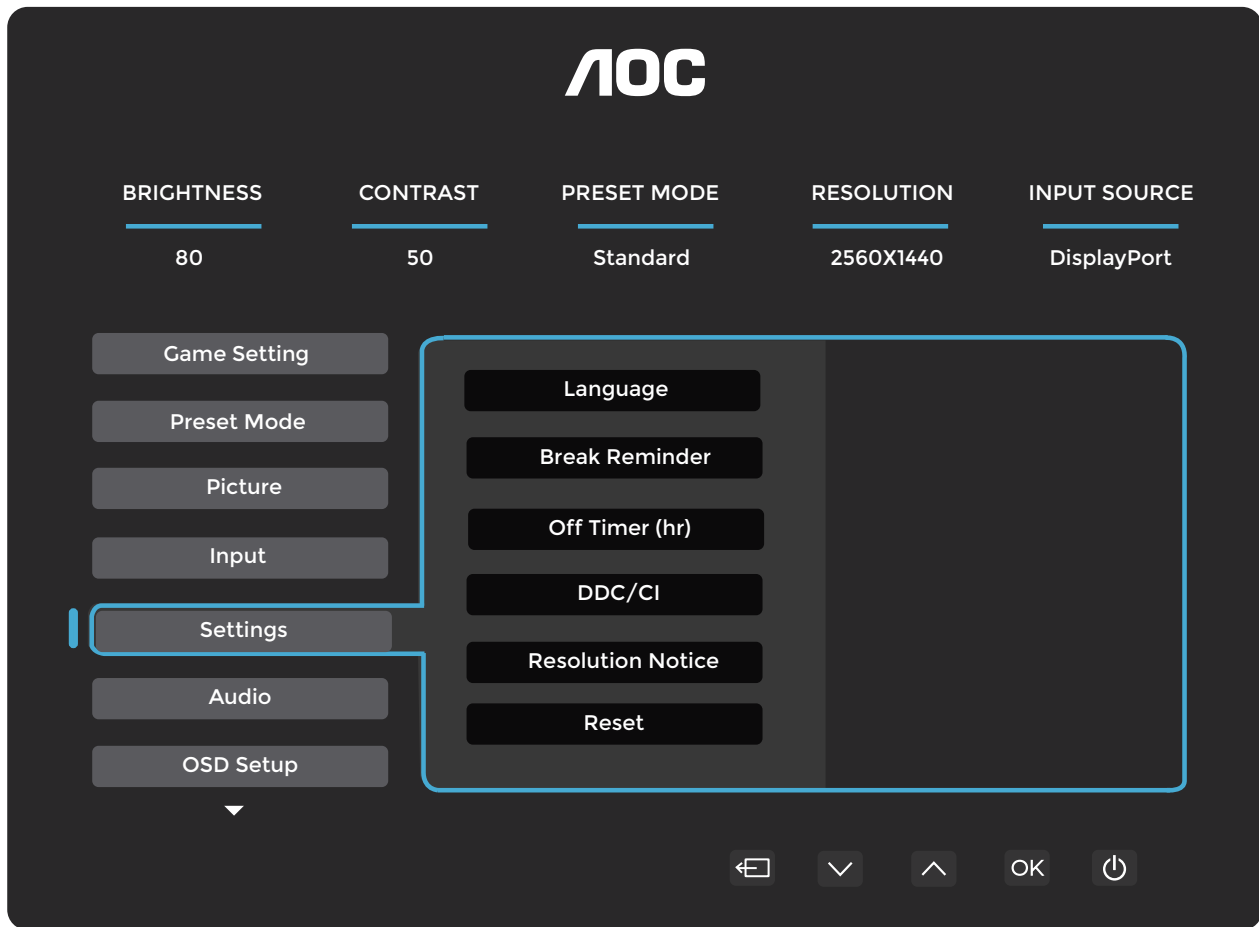 AOC
BRIGHTNESS CONTRAST PRESET MODE RESOLUTION INPUT SOURCE
80 50 Standard 2560X1440 DisplayPort
Game Setting
Preset Mode
Picture
Input
Settings
Audio
OSD Setup
Language
Break Reminder
Off Timer (hr)
DDC/CI
Resolution Notice
Reset
OK